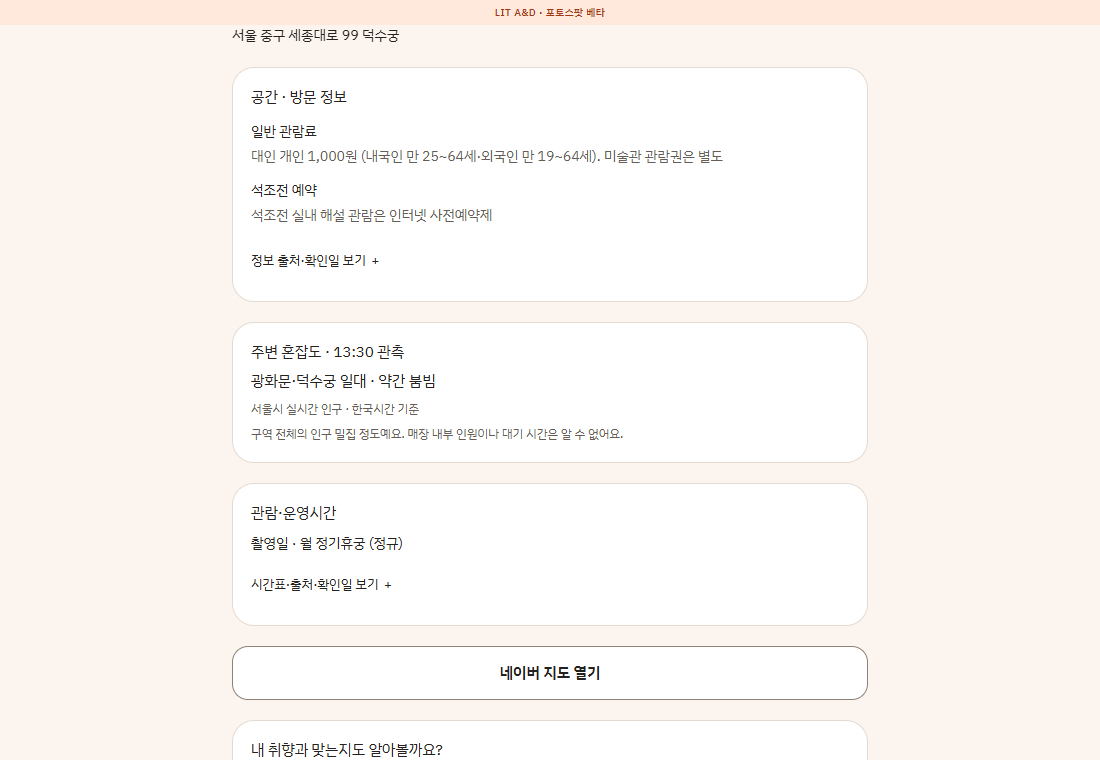 LIT A&D · 포토스팟 베타
서울 중구 세종대로 99 덕수궁
공간 · 방문 정보
일반 관람료
대인 개인 1,000원 (내국인 만 25~64세·외국인 만 19~64세). 미술관 관람권은 별도
석조전 예약
석조전 실내 해설 관람은 인터넷 사전예약제
정보 출처·확인일 보기 +
주변 혼잡도 · 13:30 관측
광화문·덕수궁 일대 · 약간 붐빔
서울시 실시간 인구 · 한국시간 기준
구역 전체의 인구 밀집 정도예요. 매장 내부 인원이나 대기 시간은 알 수 없어요.
관람·운영시간
촬영일 · 월 정기휴궁 (정규)
시간표·출처·확인일 보기 +
네이버 지도 열기
내 취향과 맞는지도 알아볼까요?